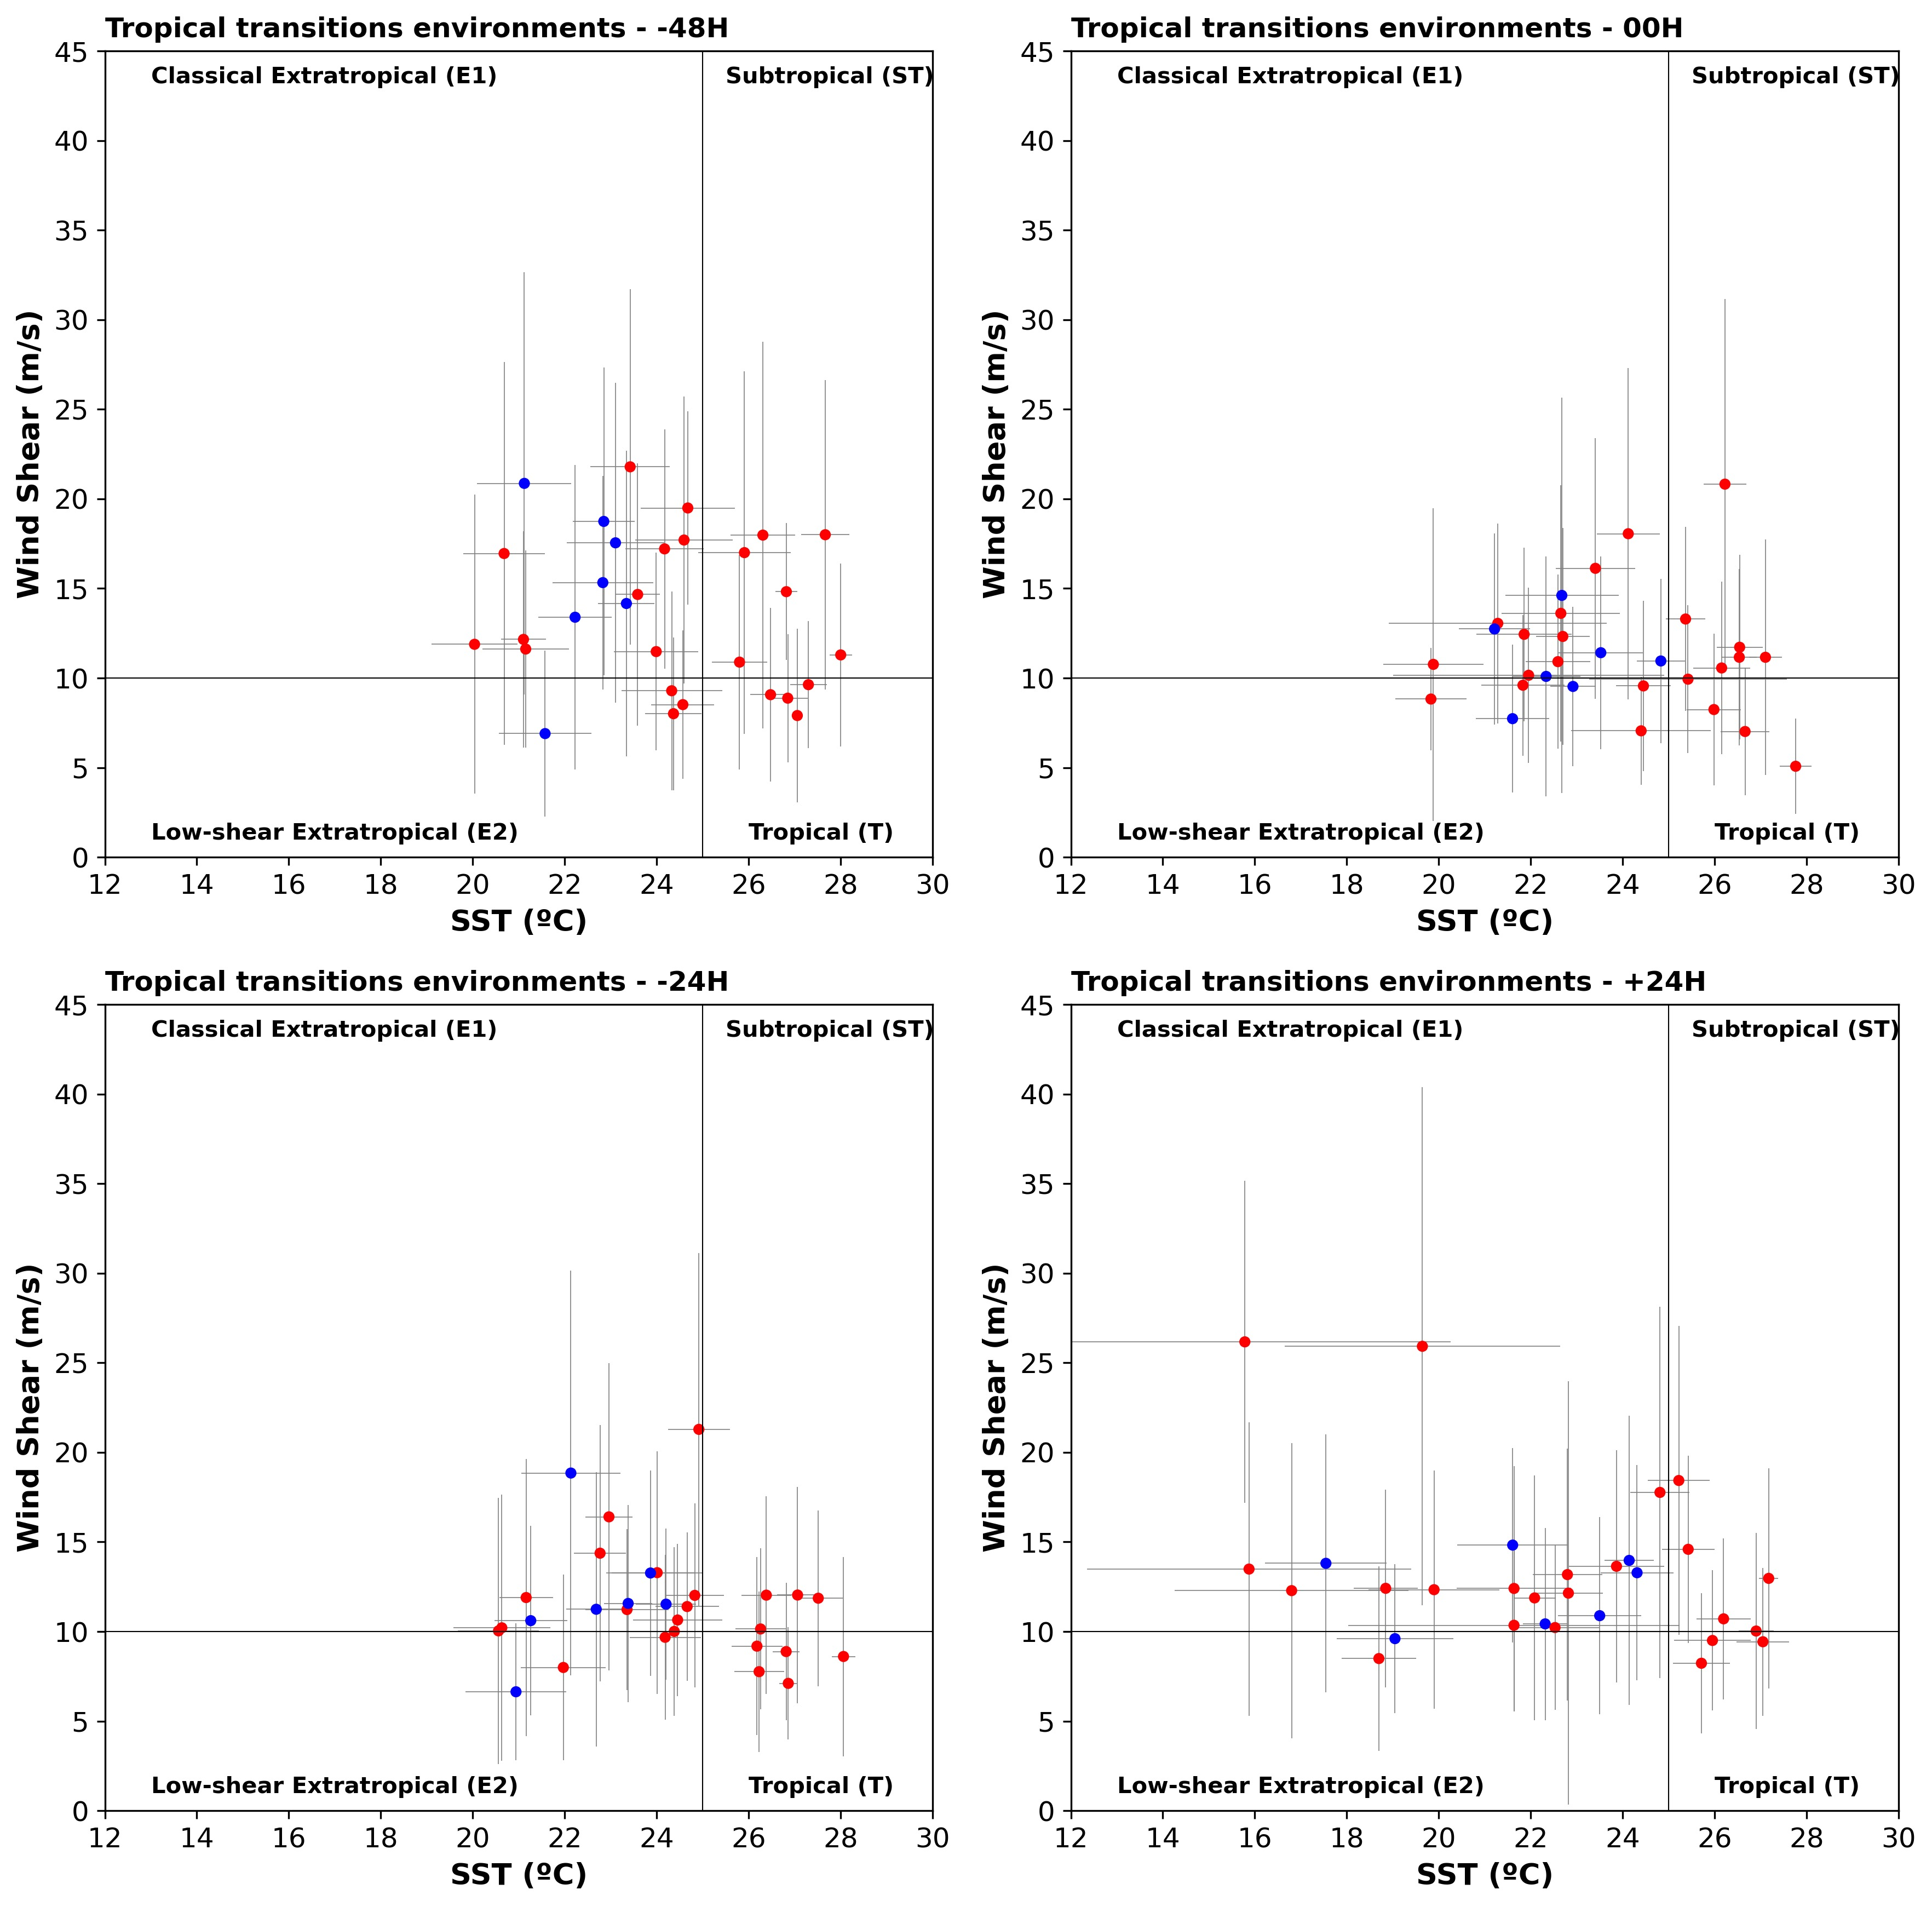 Tropical transitions environments - -48H
45
Classical Extratropical (E1) Subtropical (ST)
40
35
30
25
20
15
10
5
Low-shear Extratropical (E2) Tropical (T)
0
12 14 16 18 20 22 24 26 28 30
SST (ºC)
Wind Shear (m/s)
Tropical transitions environments - 00H
45
Classical Extratropical (E1) Subtropical (ST)
40
35
30
25
20
15
10
5
Low-shear Extratropical (E2) Tropical (T)
0
12 14 16 18 20 22 24 26 28 30
SST (ºC)
Wind Shear (m/s)
Tropical transitions environments - -24H
45
Classical Extratropical (E1) Subtropical (ST)
40
35
30
25
20
15
10
5
Low-shear Extratropical (E2) Tropical (T)
0
12 14 16 18 20 22 24 26 28 30
SST (ºC)
Wind Shear (m/s)
Tropical transitions environments - +24H
45
Classical Extratropical (E1) Subtropical (ST)
40
35
30
25
20
15
10
5
Low-shear Extratropical (E2) Tropical (T)
0
12 14 16 18 20 22 24 26 28 30
SST (ºC)
Wind Shear (m/s)